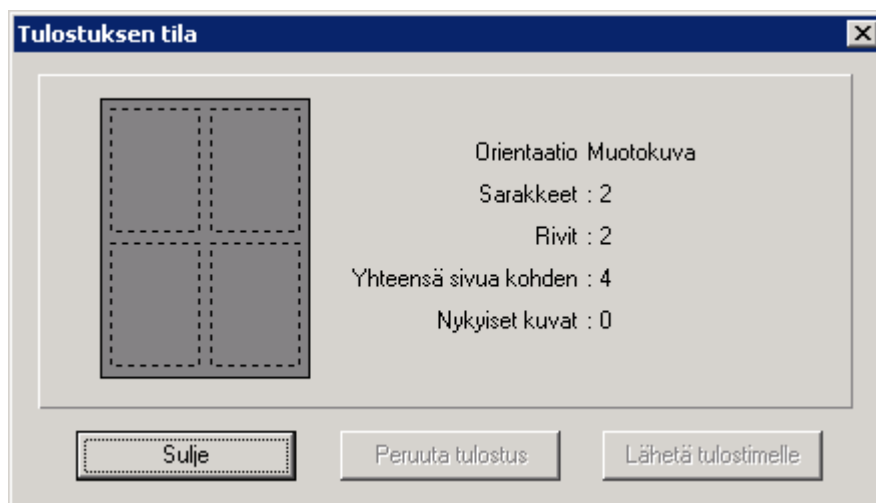 Tulostuksen tila
Orientaatio Muotokuva
Sarakkeet : 2
Rivit : 2
Yhteensä sivua kohden : 4
Nykyiset kuvat : 0
Sulje
Peruuta tulostus
Lähetä tulostimelle